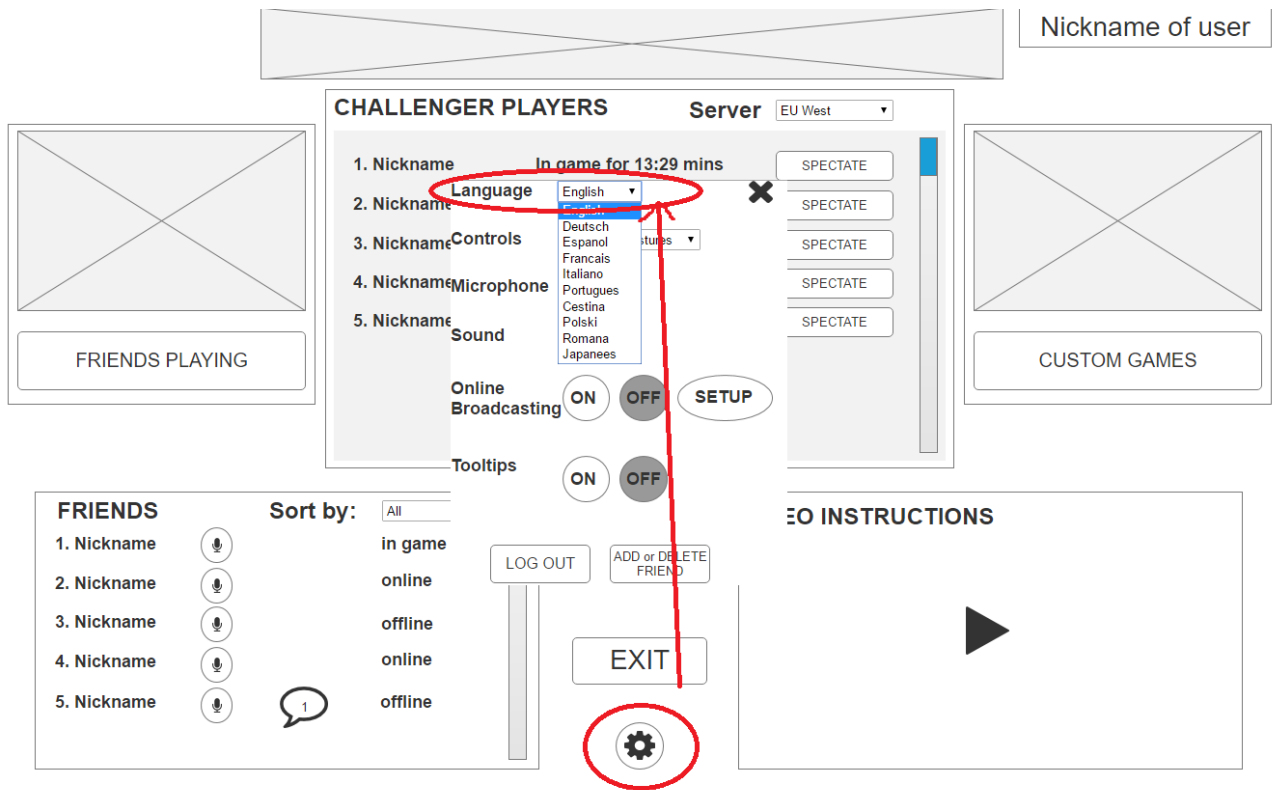 Nickname of user
CHALLENGER PLAYERS Server EU West
1. Nickname In game for 13:29 mins SPECTATE
Language English
2. Nickname SPECTATE
English
Deutsch
3. Nickname Controls stures SPECTATE
Espanol
Francais
Italiano
4. Nickname Microphone SPECTATE
Portugues
Cestina
5. Nickname Polski SPECTATE
Sound
Romana
Japanees
FRIENDS PLAYING
CUSTOM GAMES
Online
Broadcasting ON OFF SETUP
Tooltips
ON OFF
FRIENDS Sort by: All
EO INSTRUCTIONS
1. Nickname in game
LOG OUT
ADD or DELETE
FRIEND
2. Nickname online
3. Nickname offline
4. Nickname online
EXIT
5. Nickname 1 offline